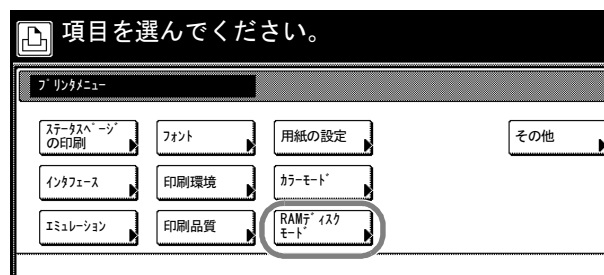 項目を選んでください。
プリンタメニュー
ステータスページ
の印刷
フォント
用紙の設定
その他
インタフェース
印刷環境
カラーモード
エミュレーション
印刷品質
RAMディスク
モード